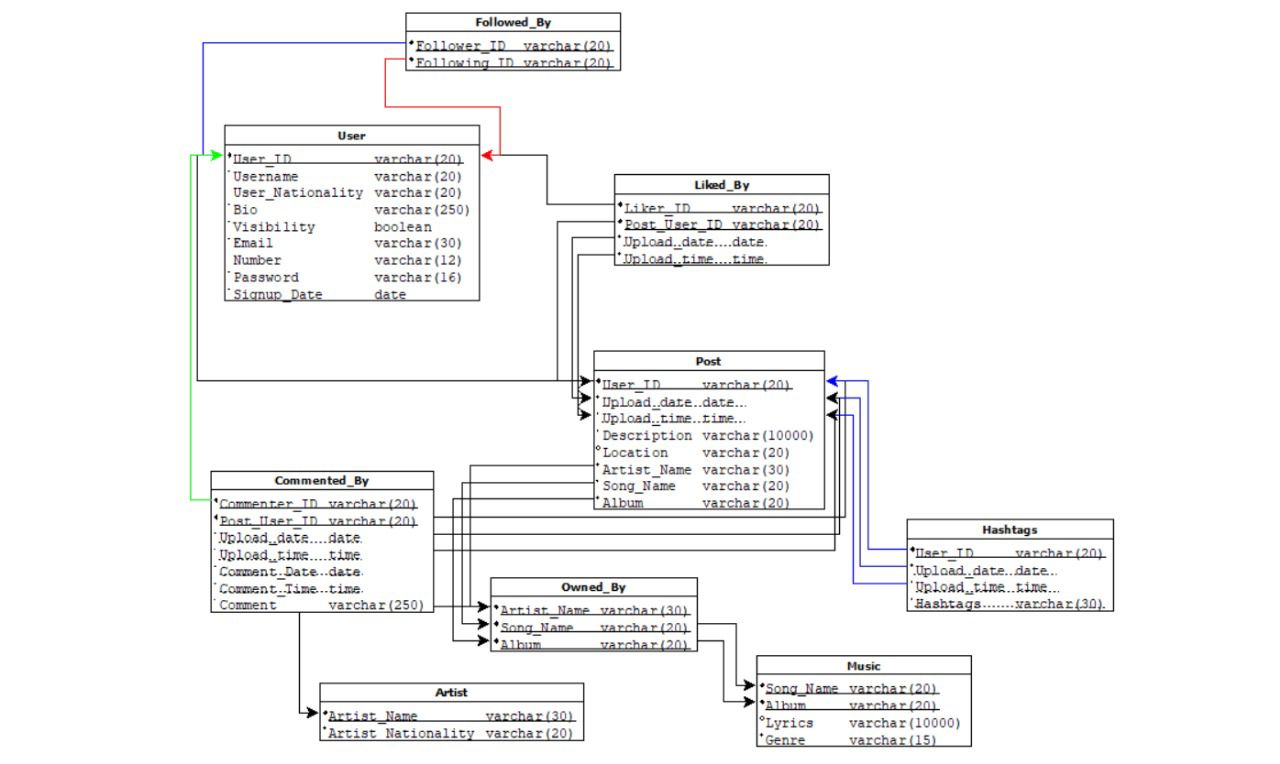 Followed_By
Follower_ID varchar(20)
Following_ID varchar(20)
User
User_ID varchar(20)
Username varchar(20)
User_Nationality varchar(20)
Bio varchar(250)
Visibility boolean
Email varchar(30)
Number varchar(12)
Password varchar(16)
Signup_Date date
Liked_By
Liker_ID varchar(20)
Post_User_ID varchar(20)
Upload_date date
Upload_time time
Post
User_ID varchar(20)
Upload_date date
Upload_time time
Description varchar(10000)
Location varchar(20)
Artist_Name varchar(30)
Song_Name varchar(20)
Album varchar(20)
Commented_By
Commenter_ID varchar(20)
Post_User_ID varchar(20)
Upload_date date
Upload_time time
Comment_Date date
Comment_Time time
Comment varchar(250)
Hashtags
User_ID varchar(20)
Upload_date date
Upload_time time
Hashtags varchar(30)
Owned_By
Artist_Name varchar(30)
Song_Name varchar(20)
Album varchar(20)
Music
Song_Name varchar(20)
Album varchar(20)
Lyrics varchar(10000)
Genre varchar(15)
Artist
Artist_Name varchar(30)
Artist_Nationality varchar(20)